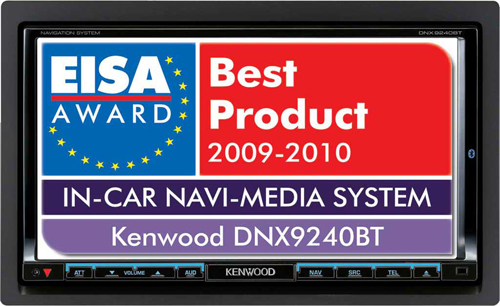 NAVIGATION SYSTEM DNX9240BT
EISA
AWARD
Best
Product
2009-2010
IN-CAR NAVI-MEDIA SYSTEM
Kenwood DNX9240BT
ATT VOLUME AUD KENWOOD NAV SRC TEL